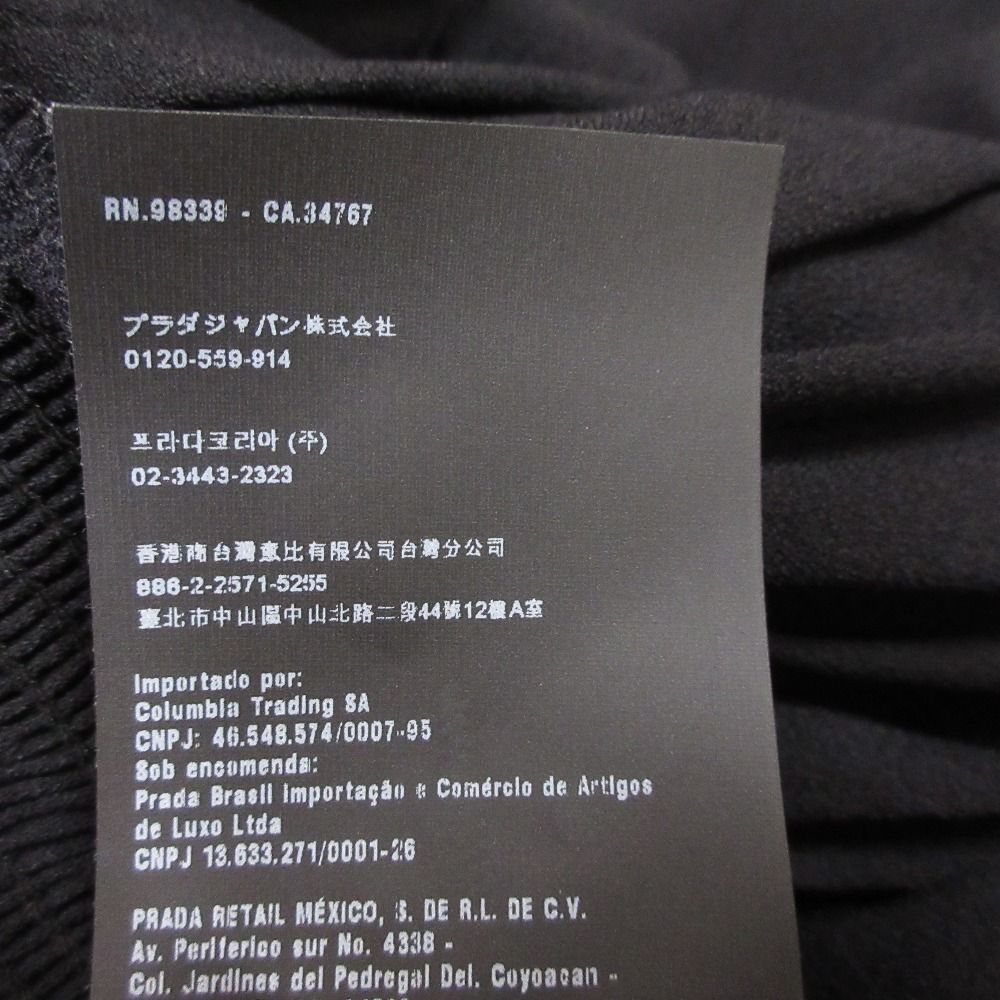 RN.98339 - CA.34767
プラダジャパン株式会社
0120-559-914
프라다코리아 (주)
02-3443-2323
香港商台灣意比有限公司台灣分公司
886-2-2571-5255
臺北市中山區中山北路二段44號12樓A室
Importado por:
Columbia Trading SA
CNPJ: 46.548.574/0007-95
Sob encomenda:
Prada Brasil Importação e Comércio de Artigos
de Luxo Ltda
CNPJ 13.633.271/0001-26
PRADA RETAIL MÉXICO, S. DE R.L. DE C.V.
Av. Periferico sur No. 4338 -
Col. Jardines del Pedregal Del. Coyoacan -